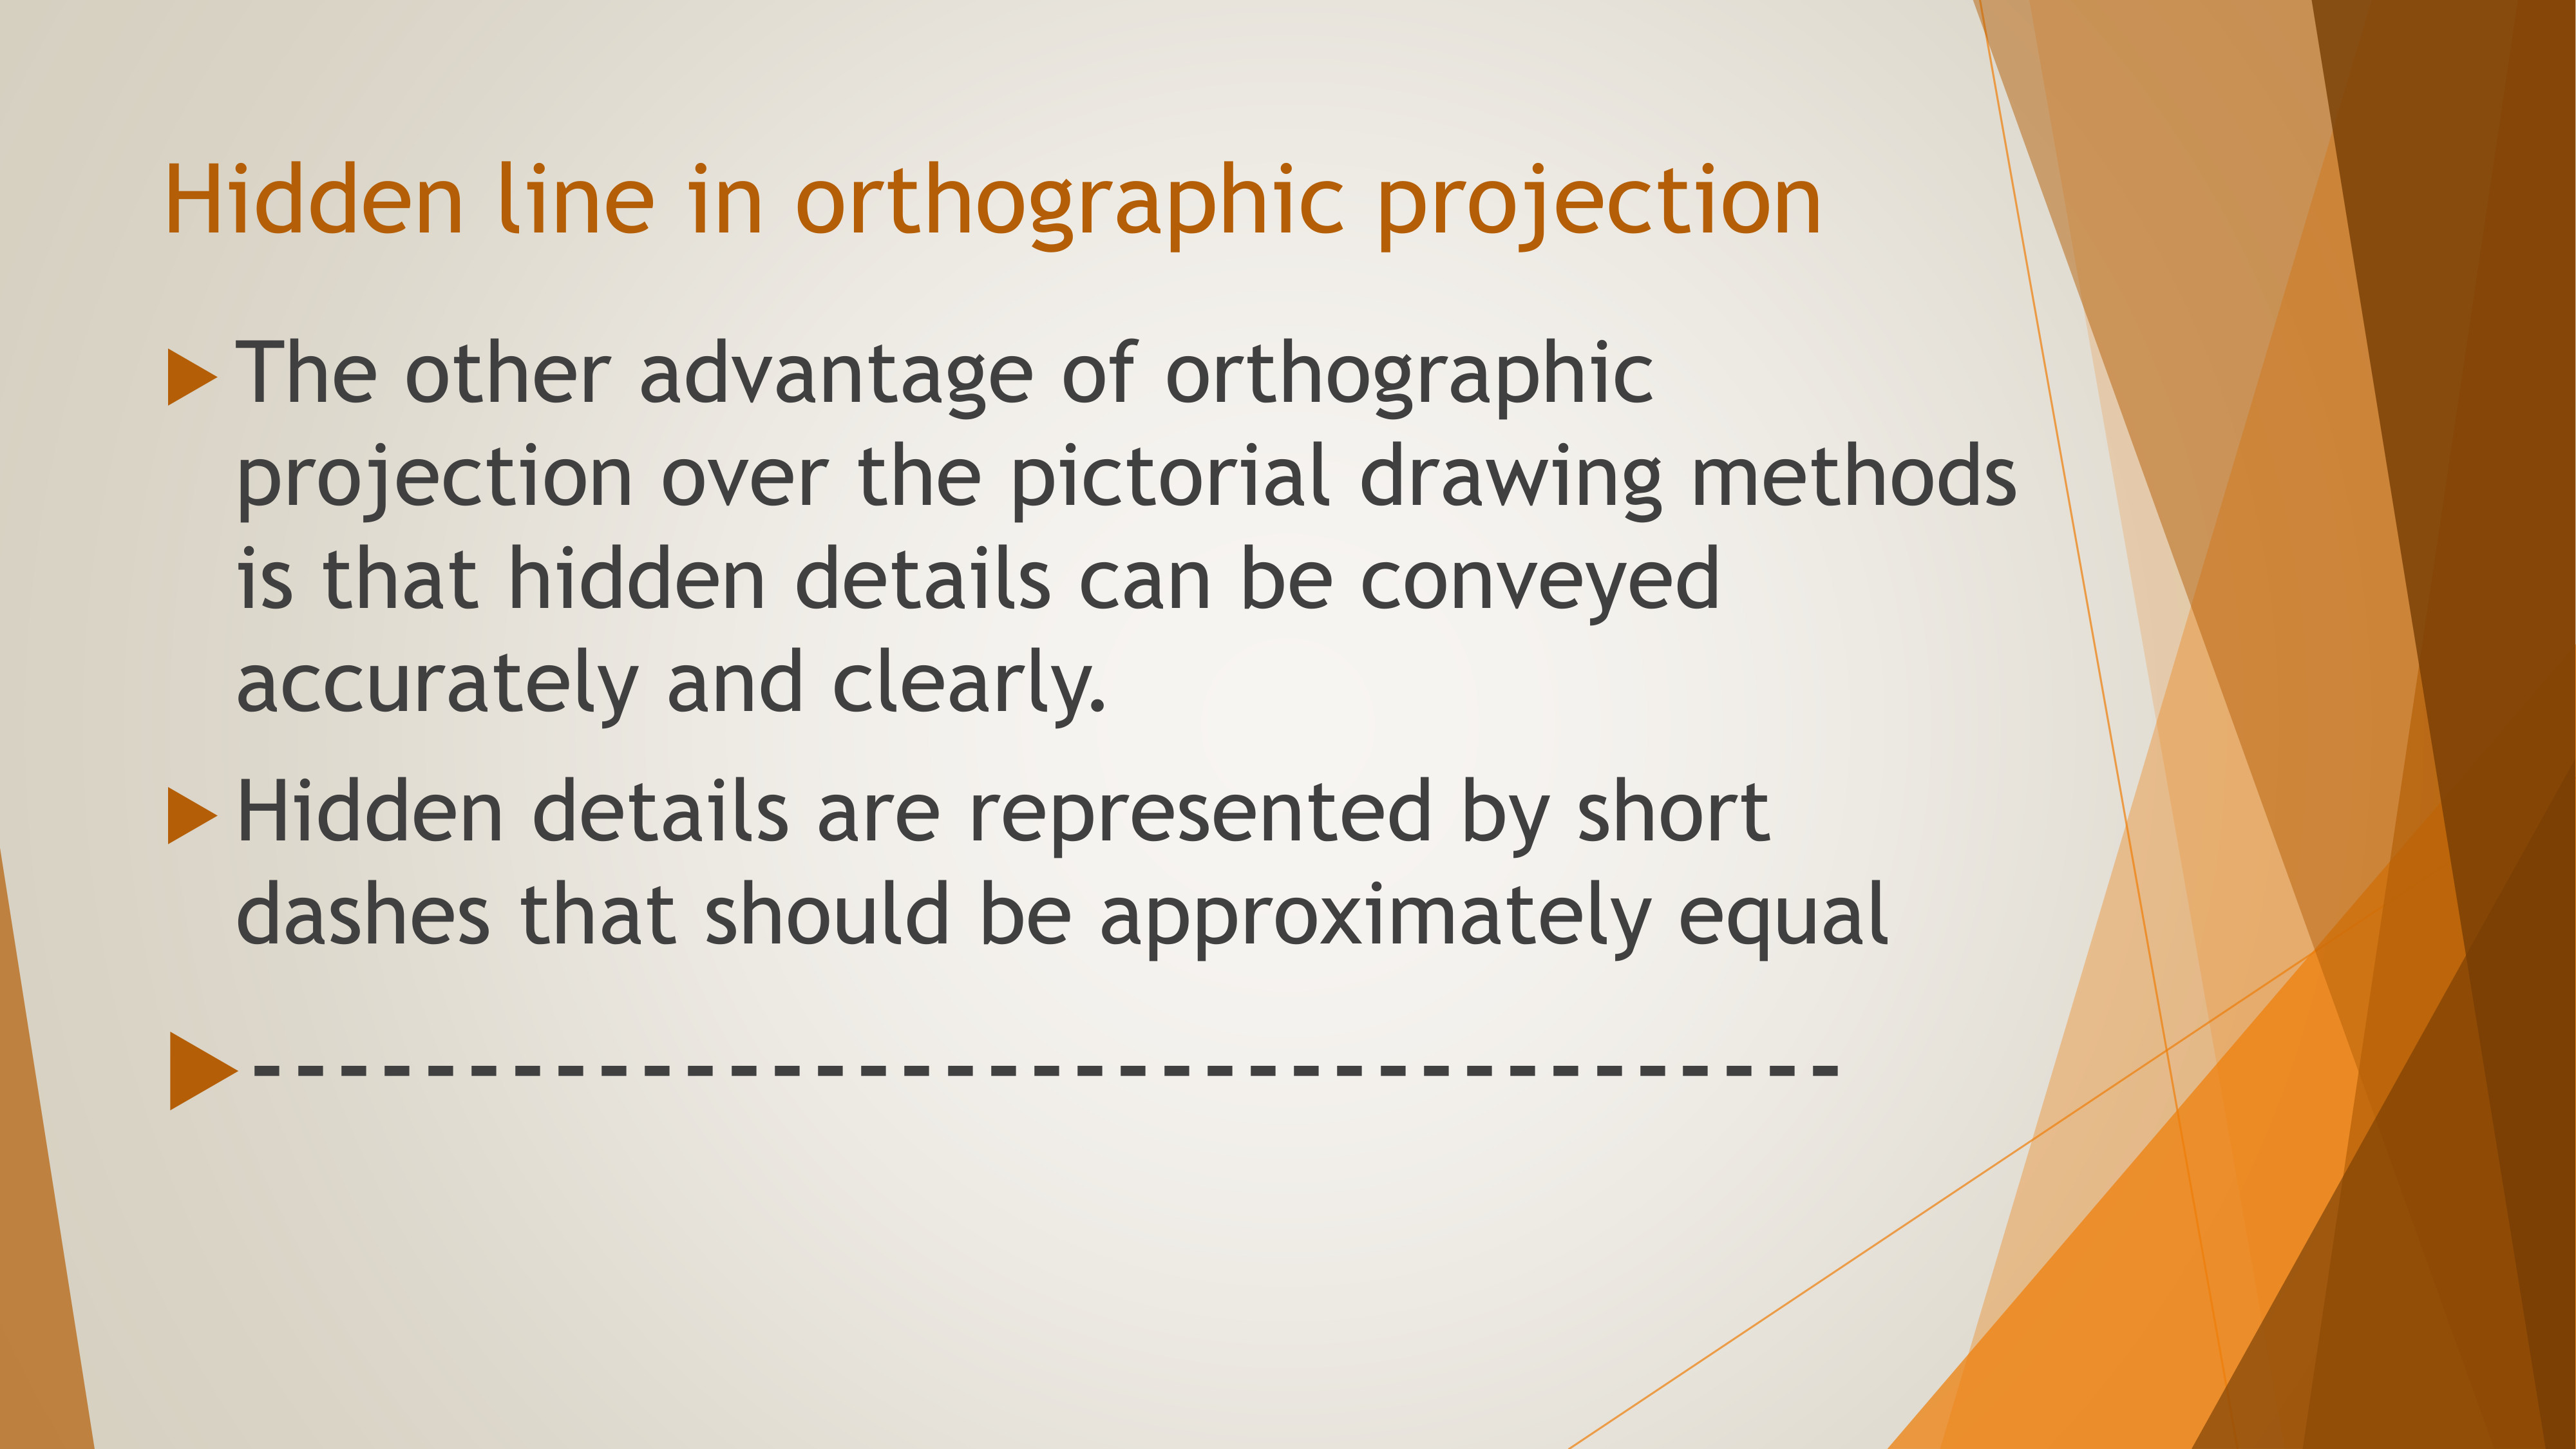 Hidden line in orthographic projection
The other advantage of orthographic
projection over the pictorial drawing methods
is that hidden details can be conveyed
accurately and clearly.
Hidden details are represented by short
dashes that should be approximately equal
- - - - - - - - - - - - - - - - - - - - - - - - - - - - - - - - - - - - -